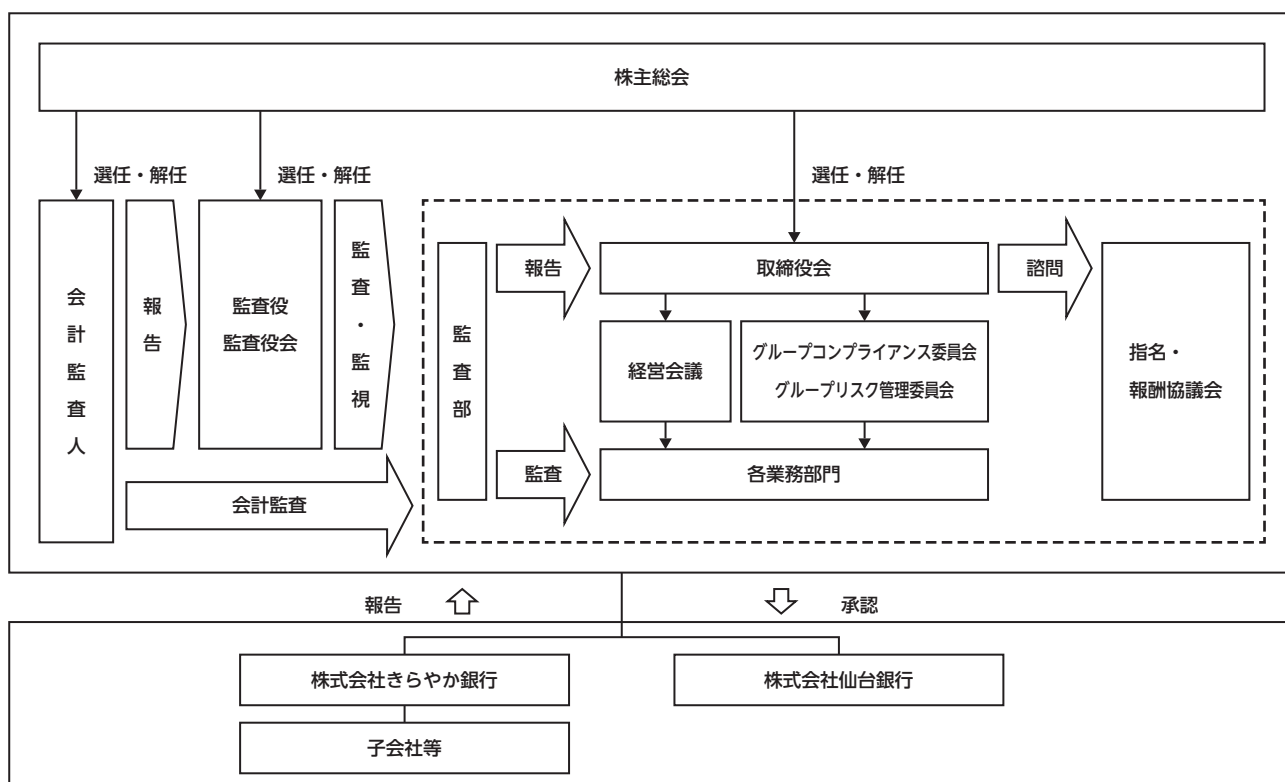 株主総会
選任・解任
選任・解任
選任・解任
会計監査人
報告
監査役
監査役会
監査・監視
会計監査
監査部
報告
監査
取締役会
経営会議
グループコンプライアンス委員会
グループリスク管理委員会
各業務部門
諮問
指名・
報酬協議会
報告
承認
株式会社きらやか銀行
株式会社仙台銀行
子会社等